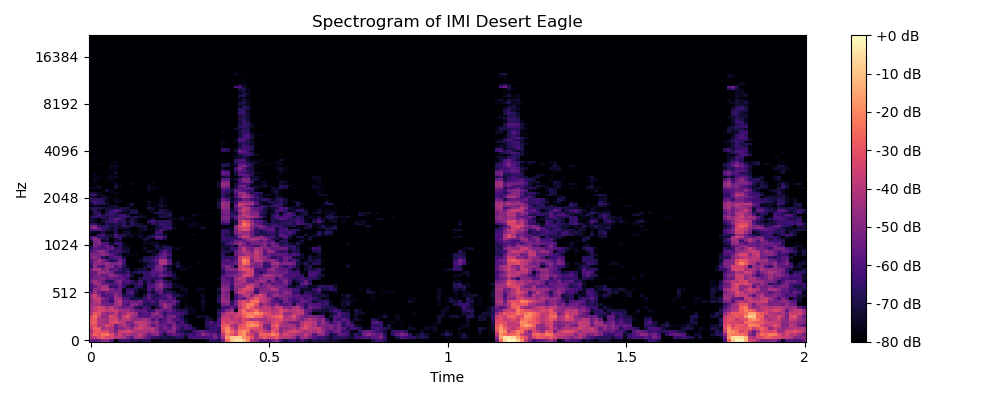 Spectrogram of IMI Desert Eagle
16384
8192
4096
2048
1024
512
0
Hz
0
0.5
1
1.5
2
Time
+0 dB
-10 dB
-20 dB
-30 dB
-40 dB
-50 dB
-60 dB
-70 dB
-80 dB